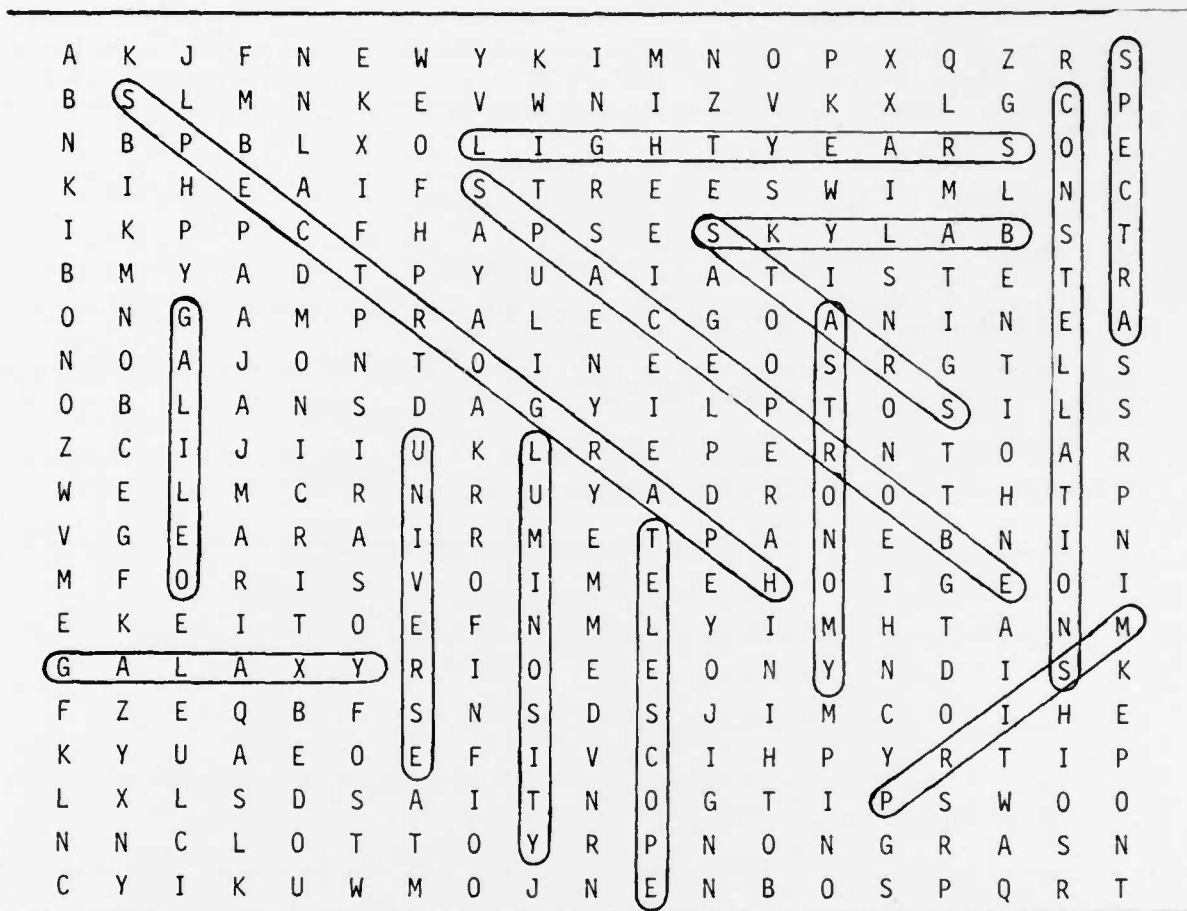 A K J F N E W Y K I M N O P X Q Z R S
B S L M N K E V W N I Z V K X L G C P
N B P B L X O L I G H T Y E A R S O E
K I H E A I F S T R E E S W I M L N C
I K P P C F H A P S E S K Y L A B S T
B M Y A D T P Y U A I A T I S T E T R
O N G A M P R A L E C G O A N I N E A
N O A J O N T O I N E E O S R G T L S
O B L A N S D A G Y I L P T O S I L S
Z C I J I I U K L R E P E R N T O A R
W E L M C R N R U Y A D R O O T H T P
V G E A R A I R M E T P A N E B N I N
M F O R I S V O I M E E H O I G E O I
E K E I T O E F N M L Y I M H T A N M
G A L A X Y R I O E E O N Y N D I S K
F Z E Q B F S N S D S J I M C O I H E
K Y U A E O E F I V C I H P Y R T I P
L X L S D S A I T N O G T I P S W O O
N N C L O T T O Y R P N O N G R A S N
C Y I K U W M O J N E N B O S P Q R T